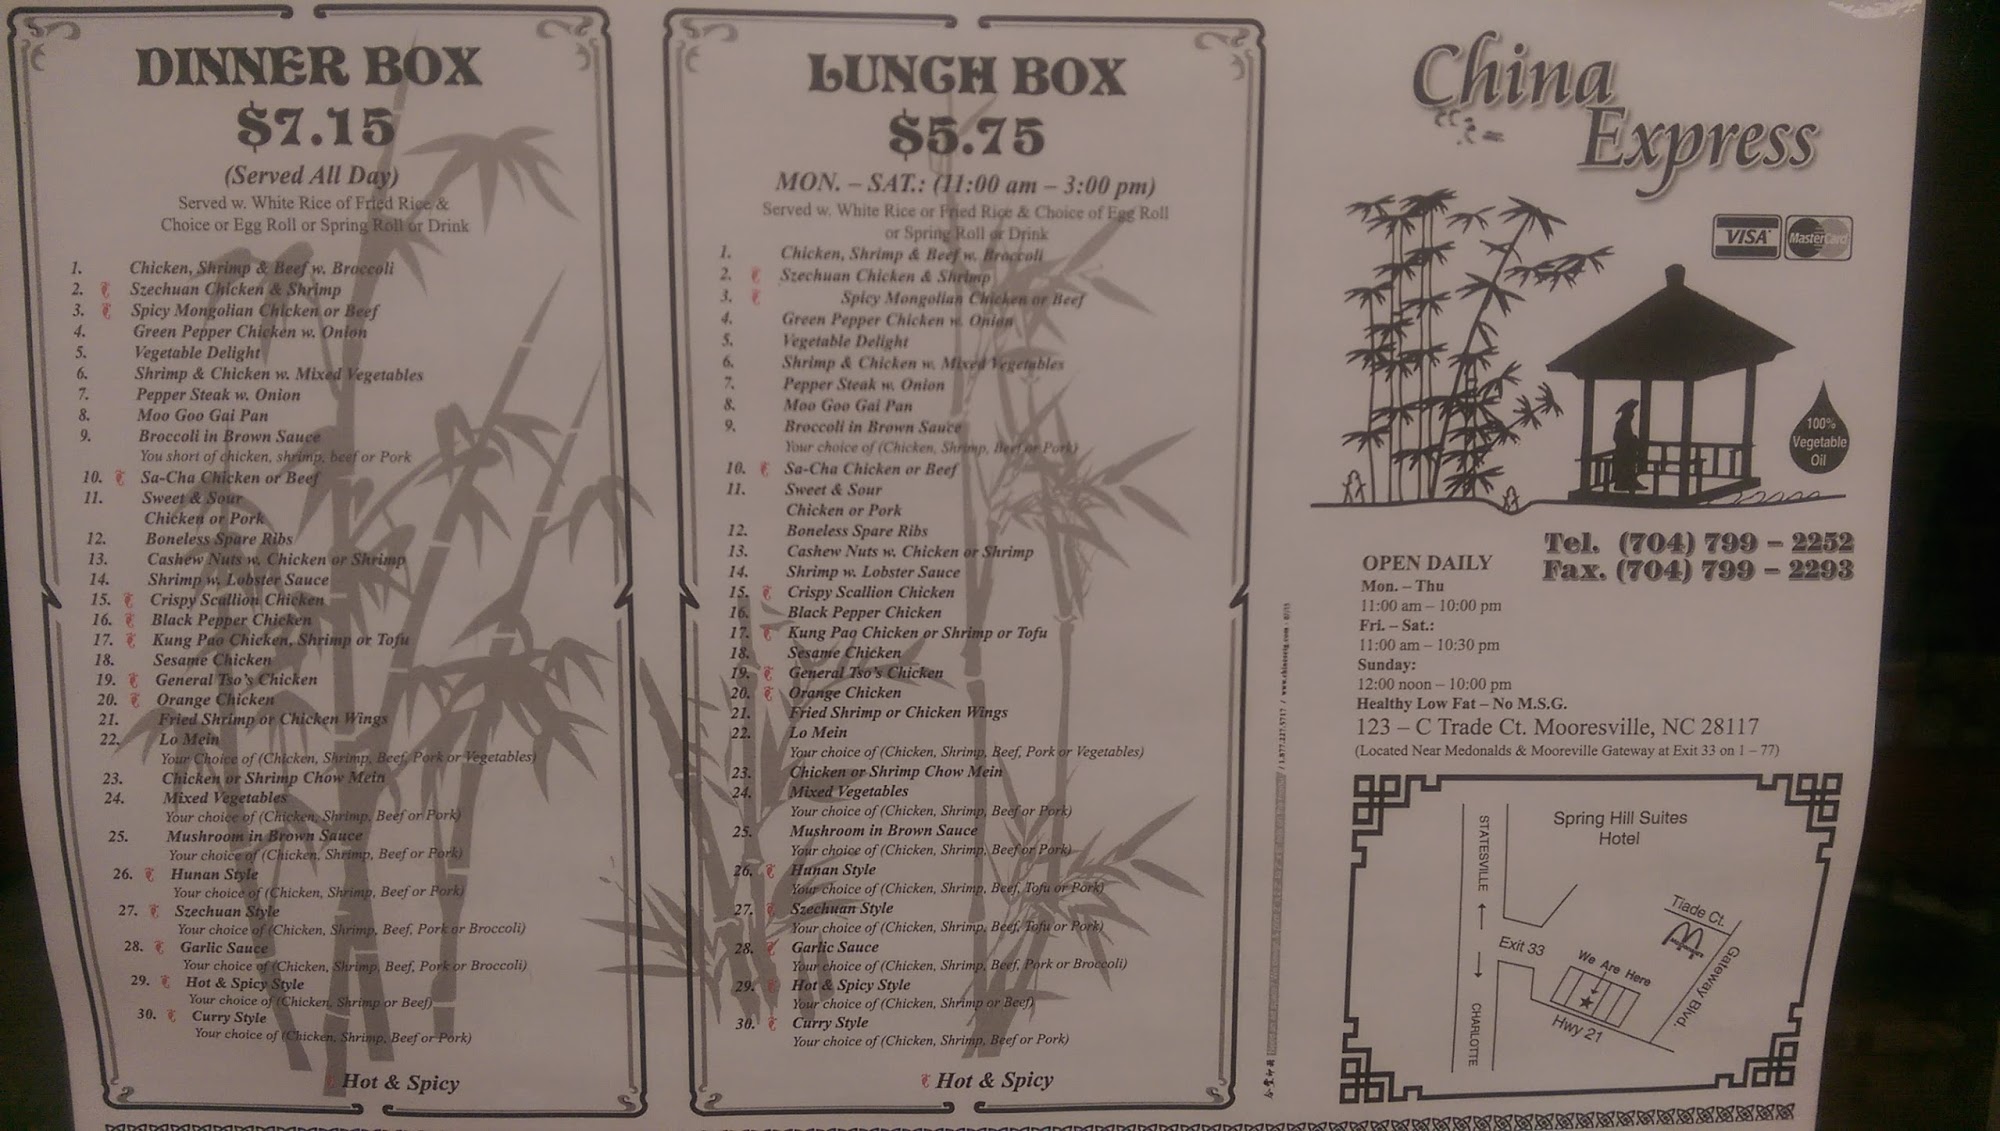 DINNER BOX
$7.15
(Served All Day)
Served w. White Rice of Fried Rice &
Choice or Egg Roll or Spring Roll or Drink
1. Chicken, Shrimp & Beef w. Broccoli
2. Szechuan Chicken & Shrimp
3. Spicy Mongolian Chicken or Beef
4. Green Pepper Chicken w. Onion
5. Vegetable Delight
6. Shrimp & Chicken w. Mixed Vegetables
7. Pepper Steak w. Onion
8. Moo Goo Gai Pan
9. Broccoli in Brown Sauce
You short of chicken, shrimp, beef or Pork
10. Sa-Cha Chicken or Beef
11. Sweet & Sour
Chicken or Pork
12. Boneless Spare Ribs
13. Cashew Nuts w. Chicken or Shrimp
14. Shrimp w. Lobster Sauce
15. Crispy Scallion Chicken
16. Black Pepper Chicken
17. Kung Pao Chicken, Shrimp or Tofu
18. Sesame Chicken
19. General Tso's Chicken
20. Orange Chicken
21. Fried Shrimp or Chicken Wings
22. Lo Mein
Your Choice of (Chicken, Shrimp, Beef, Pork or Vegetables)
23. Chicken or Shrimp Chow Mein
24. Mixed Vegetables
Your choice of (Chicken, Shrimp, Beef or Pork)
25. Mushroom in Brown Sauce
Your choice of (Chicken, Shrimp, Beef or Pork)
26. Hunan Style
Your choice of (Chicken, Shrimp, Beef or Pork)
27. Szechuan Style
Your choice of (Chicken, Shrimp, Beef, Pork or Broccoli)
28. Garlic Sauce
Your choice of (Chicken, Shrimp, Beef, Pork or Broccoli)
29. Hot & Spicy Style
Your choice of (Chicken, Shrimp or Beef)
30. Curry Style
Your choice of (Chicken, Shrimp, Beef or Pork)
Hot & Spicy
LUNCH BOX
$5.75
MON. – SAT.: (11:00 am – 3:00 pm)
Served w. White Rice or Fried Rice & Choice of Egg Roll
or Spring Roll or Drink
1. Chicken, Shrimp & Beef w. Broccoli
2. Szechuan Chicken & Shrimp
3. Spicy Mongolian Chicken or Beef
4. Green Pepper Chicken w. Onion
5. Vegetable Delight
6. Shrimp & Chicken w. Mixed Vegetables
7. Pepper Steak w. Onion
8. Moo Goo Gai Pan
9. Broccoli in Brown Sauce
Your choice of (Chicken, Shrimp, Beef or Pork)
10. Sa-Cha Chicken or Beef
11. Sweet & Sour
Chicken or Pork
12. Boneless Spare Ribs
13. Cashew Nuts w. Chicken or Shrimp
14. Shrimp w. Lobster Sauce
15. Crispy Scallion Chicken
16. Black Pepper Chicken
17. Kung Pao Chicken or Shrimp or Tofu
18. Sesame Chicken
19. General Tso's Chicken
20. Orange Chicken
21. Fried Shrimp or Chicken Wings
22. Lo Mein
Your choice of (Chicken, Shrimp, Beef, Pork or Vegetables)
23. Chicken or Shrimp Chow Mein
24. Mixed Vegetables
Your choice of (Chicken, Shrimp, Beef or Pork)
25. Mushroom in Brown Sauce
Your choice of (Chicken, Shrimp, Beef or Pork)
26. Hunan Style
Your choice of (Chicken, Shrimp, Beef, Tofu or Pork)
27. Szechuan Style
Your choice of (Chicken, Shrimp, Beef, Tofu or Pork)
28. Garlic Sauce
Your choice of (Chicken, Shrimp, Beef, Pork or Broccoli)
29. Hot & Spicy Style
Your choice of (Chicken, Shrimp or Beef)
30. Curry Style
Your choice of (Chicken, Shrimp, Beef or Pork)
Hot & Spicy
China
Express
VISA MasterCard
100%
Vegetable
Oil
Tel. (704) 799 – 2252
Fax. (704) 799 – 2293
OPEN DAILY
Mon. – Thu
11:00 am – 10:00 pm
Fri. – Sat.:
11:00 am – 10:30 pm
Sunday:
12:00 noon – 10:00 pm
Healthy Low Fat – No M.S.G.
123 – C Trade Ct. Mooresville, NC 28117
(Located Near Medonalds & Mooreville Gateway at Exit 33 on 1 – 77)
Spring Hill Suites
Hotel
STATESVILLE
CHARLOTTE
Exit 33
Tiade Ct.
Gateway Blvd.
We Are Here
Hwy 21